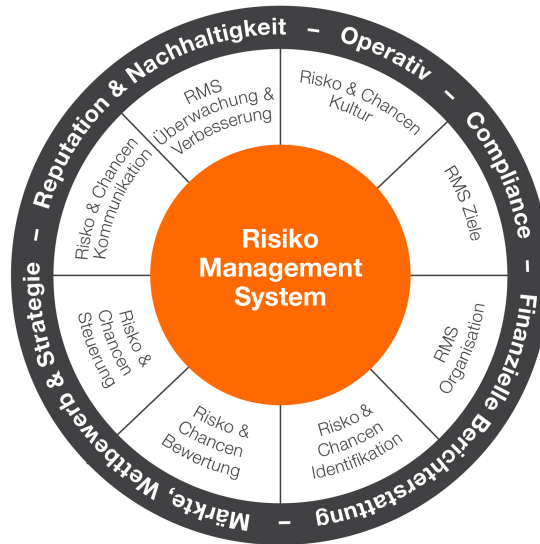 Reputation & Nachhaltigkeit – Operativ – Compliance – Finanzielle Berichterstattung – Märkte, Wettbewerb & Strategie –
Risko & Chancen
Kultur
RMS Ziele
RMS
Organisation
Risiko &
Chancen
Identifikation
Risiko &
Chancen
Bewertung
Risiko &
Chancen
Steuerung
Risiko & Chancen
Kommunikation
RMS
Überwachung &
Verbesserung
Risiko
Management
System